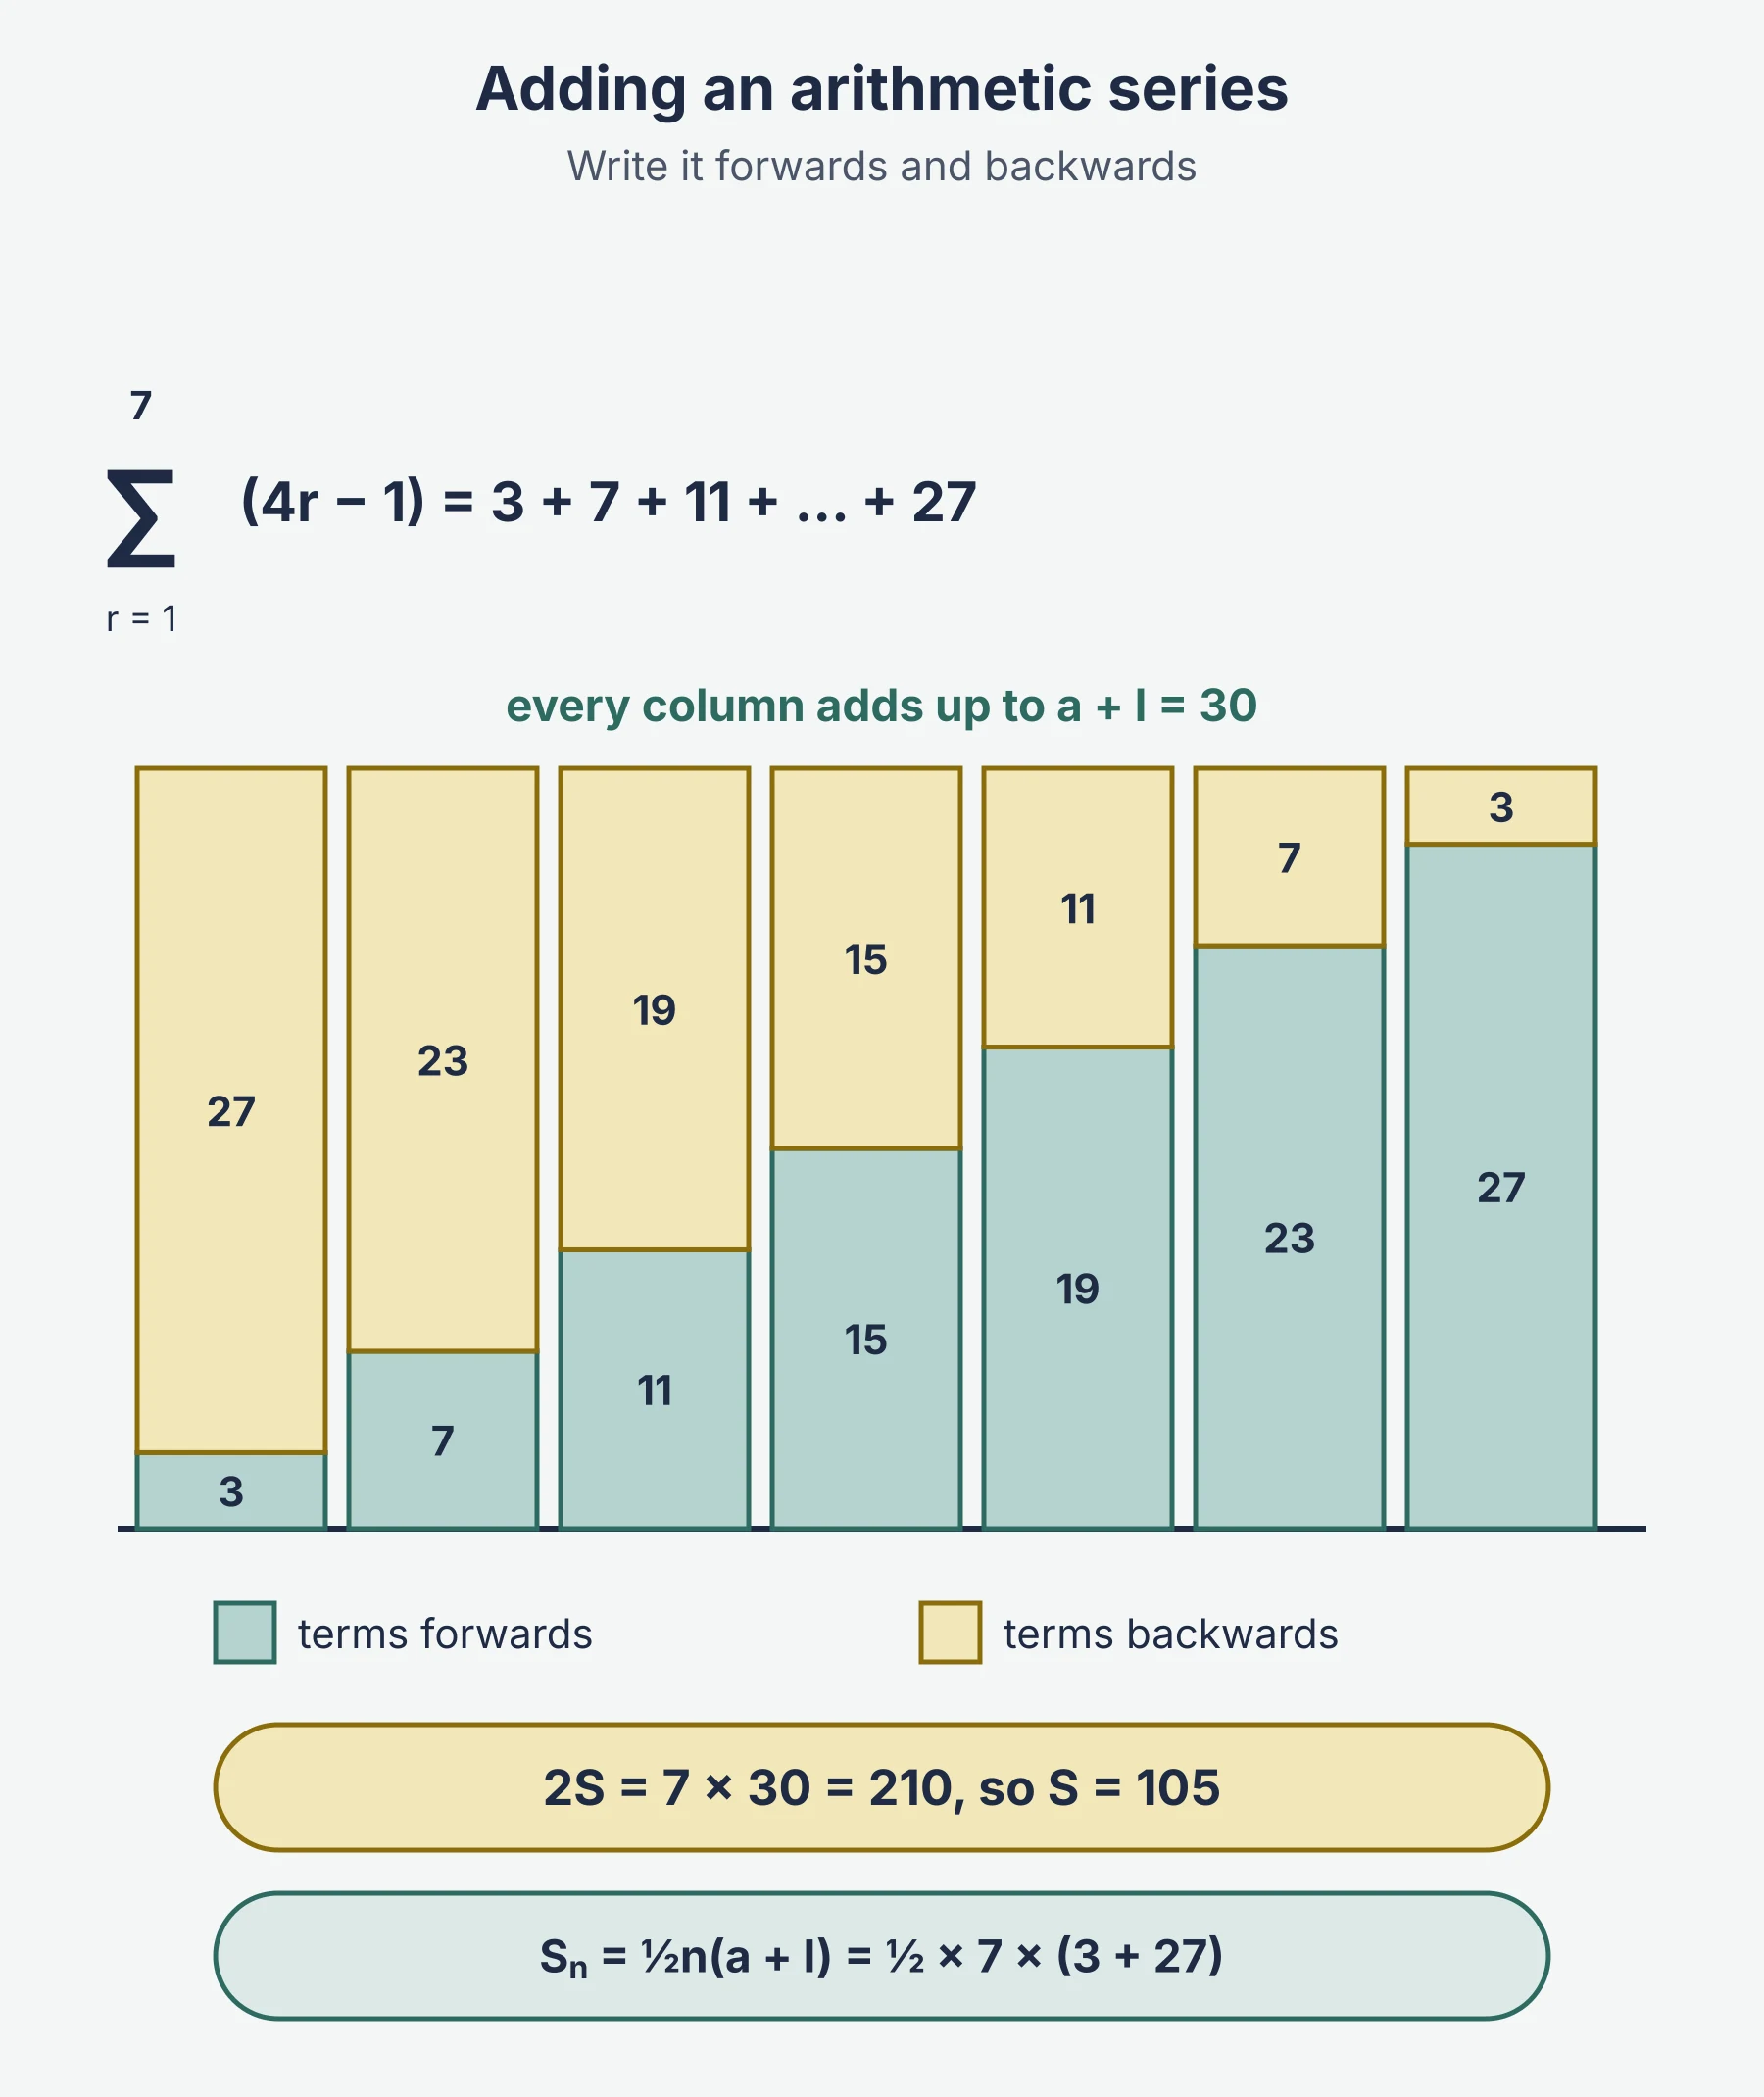 Adding an arithmetic series
Write it forwards and backwards
7
∑ (4r − 1) = 3 + 7 + 11 + … + 27
r = 1
every column adds up to a + l = 30
27 23 19 15 11 7 3
3 7 11 15 19 23 27
terms forwards
terms backwards
2S = 7 × 30 = 210, so S = 105
Sₙ = ½n(a + l) = ½ × 7 × (3 + 27)